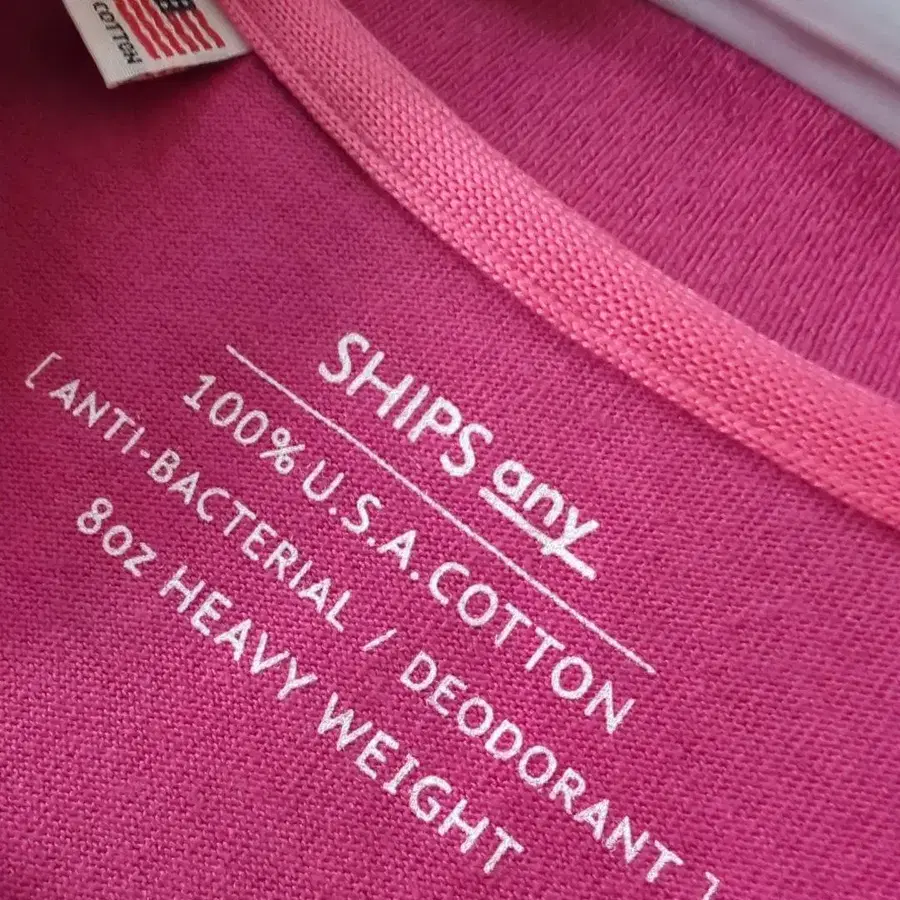 COTTON
SHIPS any
100% U.S.A. COTTON
[ ANTI-BACTERIAL / DEODORANT ]
8oz HEAVY WEIGHT